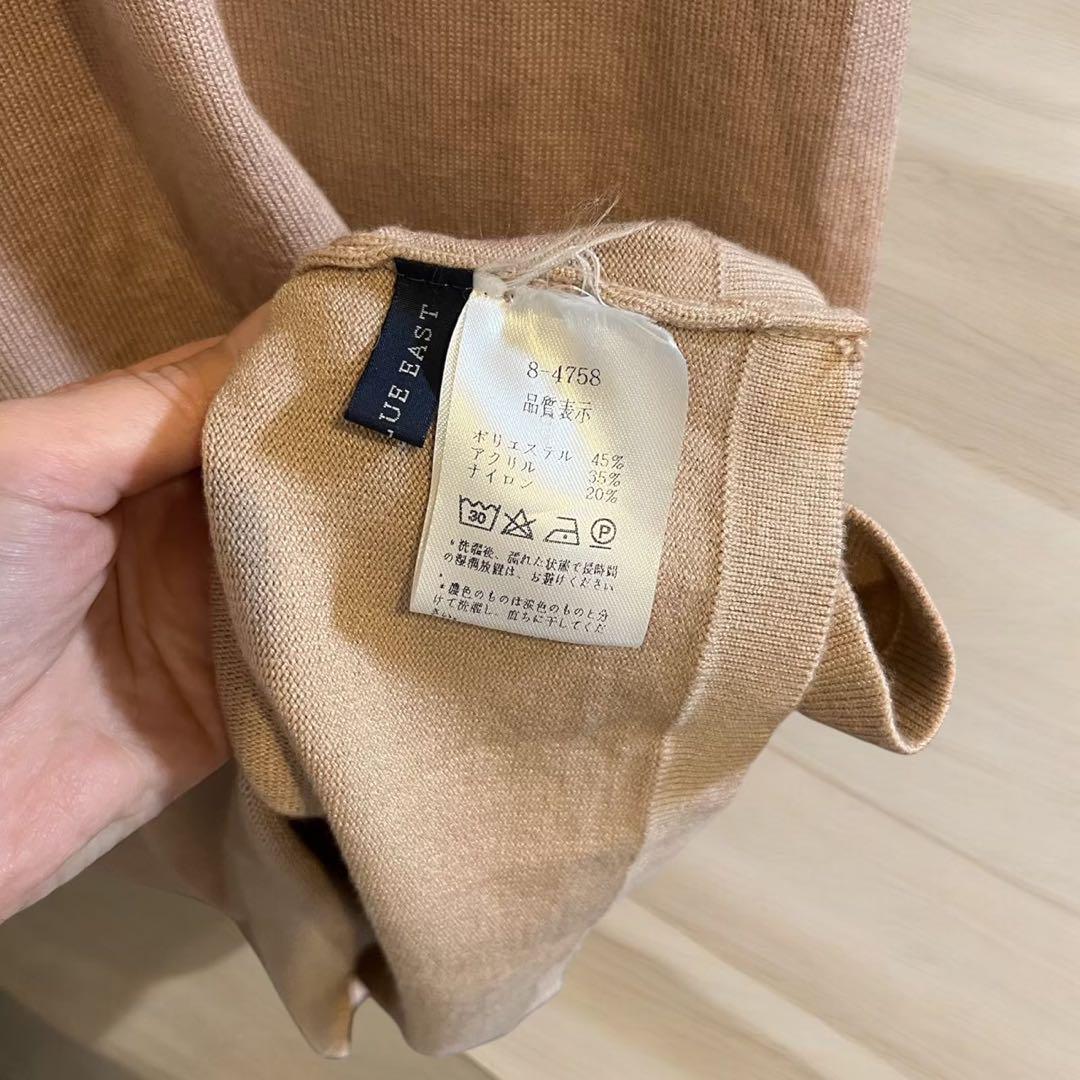 LUE EAST
8-4758
品質表示
ポリエステル 45%
アクリル 35%
ナイロン 20%
30
P
*洗濯後、濡れた状態で長時間
の湿潤放置は、お避けください
*濃色のものは淡色のものと分
けて洗濯し、直ちに干してくだ
さい。